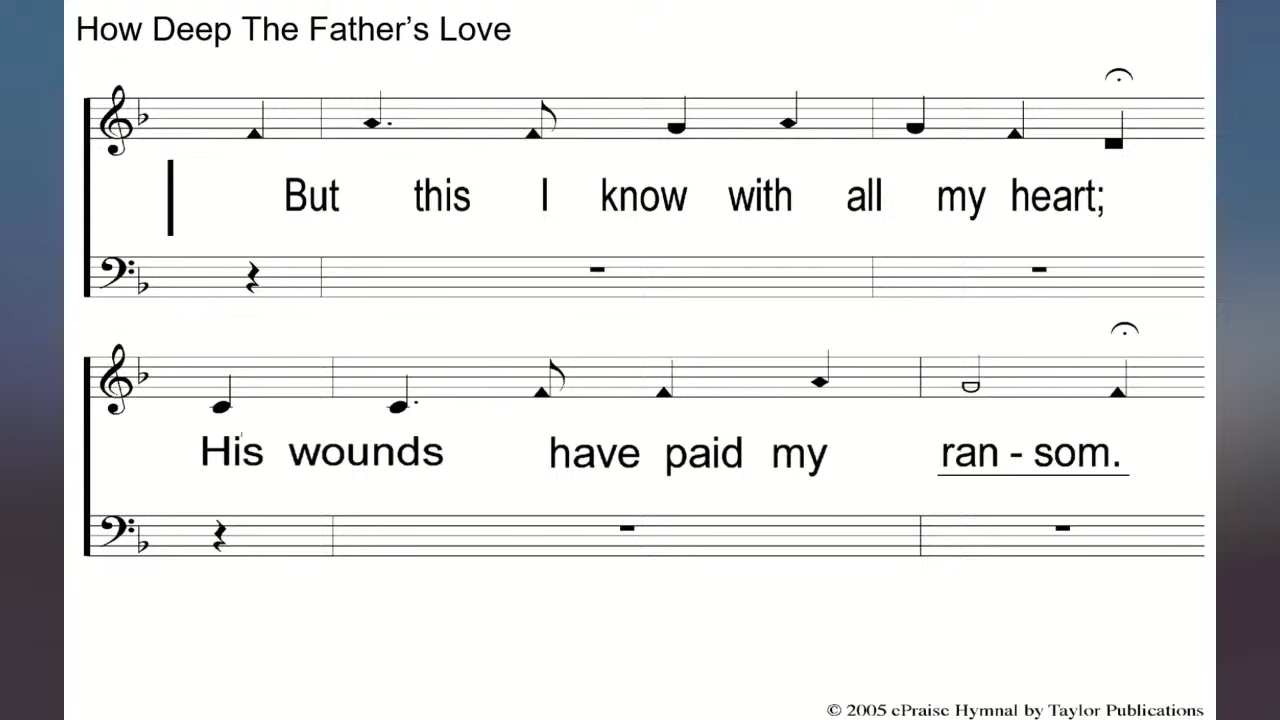 How Deep The Father’s Love
But this I know with all my heart;
His wounds have paid my ran - som.
© 2005 ePraise Hymnal by Taylor Publications